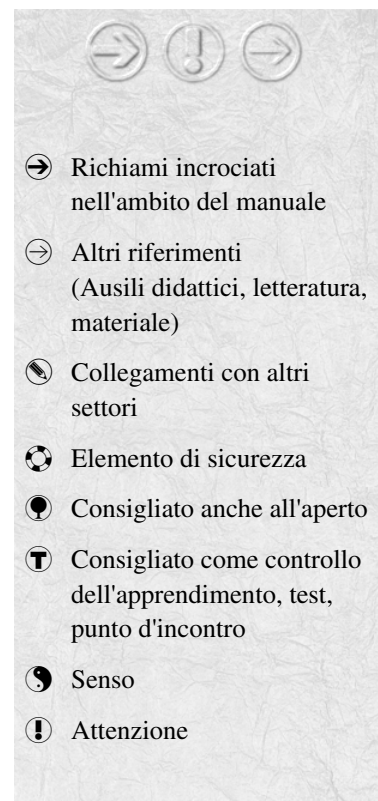 Richiami incrociati
nell'ambito del manuale
Altri riferimenti
(Ausili didattici, letteratura,
materiale)
Collegamenti con altri
settori
Elemento di sicurezza
Consigliato anche all'aperto
T Consigliato come controllo
dell'apprendimento, test,
punto d'incontro
Senso
! Attenzione